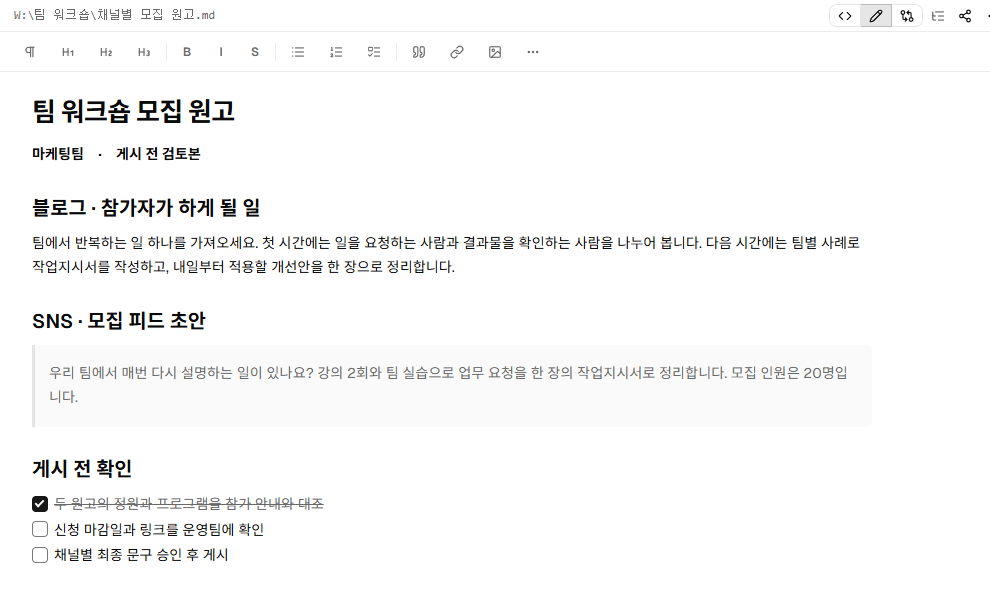 W:\팀 워크숍\채널별 모집 원고.md
¶ H1 H2 H3 B I S
팀 워크숍 모집 원고
마케팅팀 · 게시 전 검토본
블로그 · 참가자가 하게 될 일
팀에서 반복하는 일 하나를 가져오세요. 첫 시간에는 일을 요청하는 사람과 결과물을 확인하는 사람을 나누어 봅니다. 다음 시간에는 팀별 사례로
작업지시서를 작성하고, 내일부터 적용할 개선안을 한 장으로 정리합니다.
SNS · 모집 피드 초안
우리 팀에서 매번 다시 설명하는 일이 있나요? 강의 2회와 팀 실습으로 업무 요청을 한 장의 작업지시서로 정리합니다. 모집 인원은 20명입
니다.
게시 전 확인
두 원고의 정원과 프로그램을 참가 안내와 대조
신청 마감일과 링크를 운영팀에 확인
채널별 최종 문구 승인 후 게시